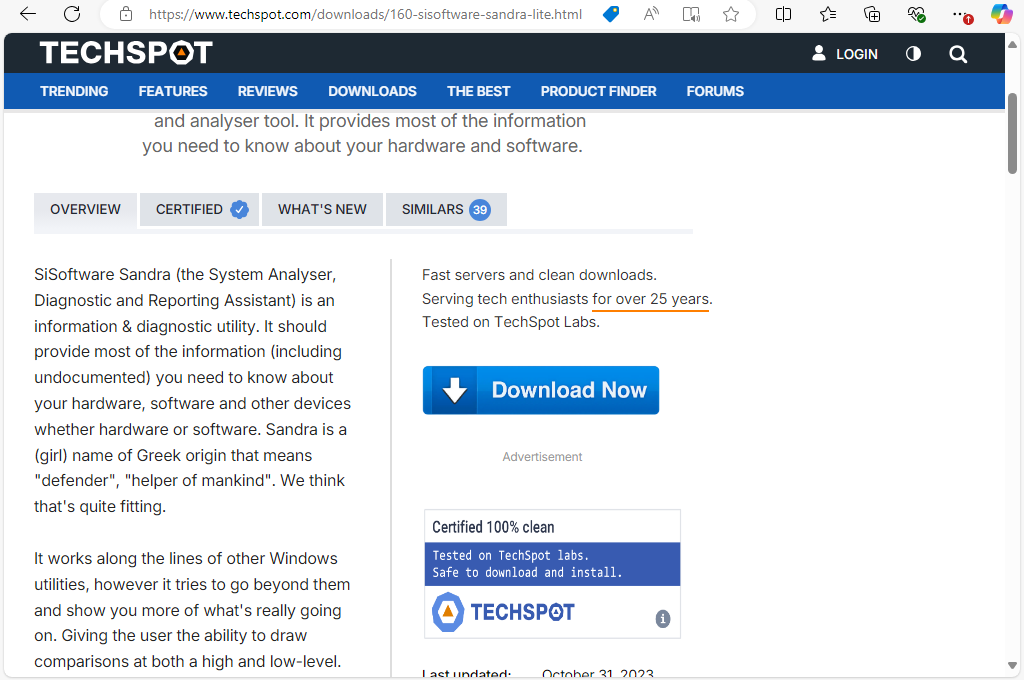 https://www.techspot.com/downloads/160-sisoftware-sandra-lite.html
TECHSPOT
LOGIN
TRENDING FEATURES REVIEWS DOWNLOADS THE BEST PRODUCT FINDER FORUMS
and analyser tool. It provides most of the information
you need to know about your hardware and software.
OVERVIEW CERTIFIED WHAT'S NEW SIMILARS 39
SiSoftware Sandra (the System Analyser,
Diagnostic and Reporting Assistant) is an
information & diagnostic utility. It should
provide most of the information (including
undocumented) you need to know about
your hardware, software and other devices
whether hardware or software. Sandra is a
(girl) name of Greek origin that means
"defender", "helper of mankind". We think
that's quite fitting.
It works along the lines of other Windows
utilities, however it tries to go beyond them
and show you more of what's really going
on. Giving the user the ability to draw
comparisons at both a high and low-level.
Fast servers and clean downloads.
Serving tech enthusiasts for over 25 years.
Tested on TechSpot Labs.
Download Now
Advertisement
Certified 100% clean
Tested on TechSpot labs.
Safe to download and install.
TECHSPOT
Last updated: October 31, 2023